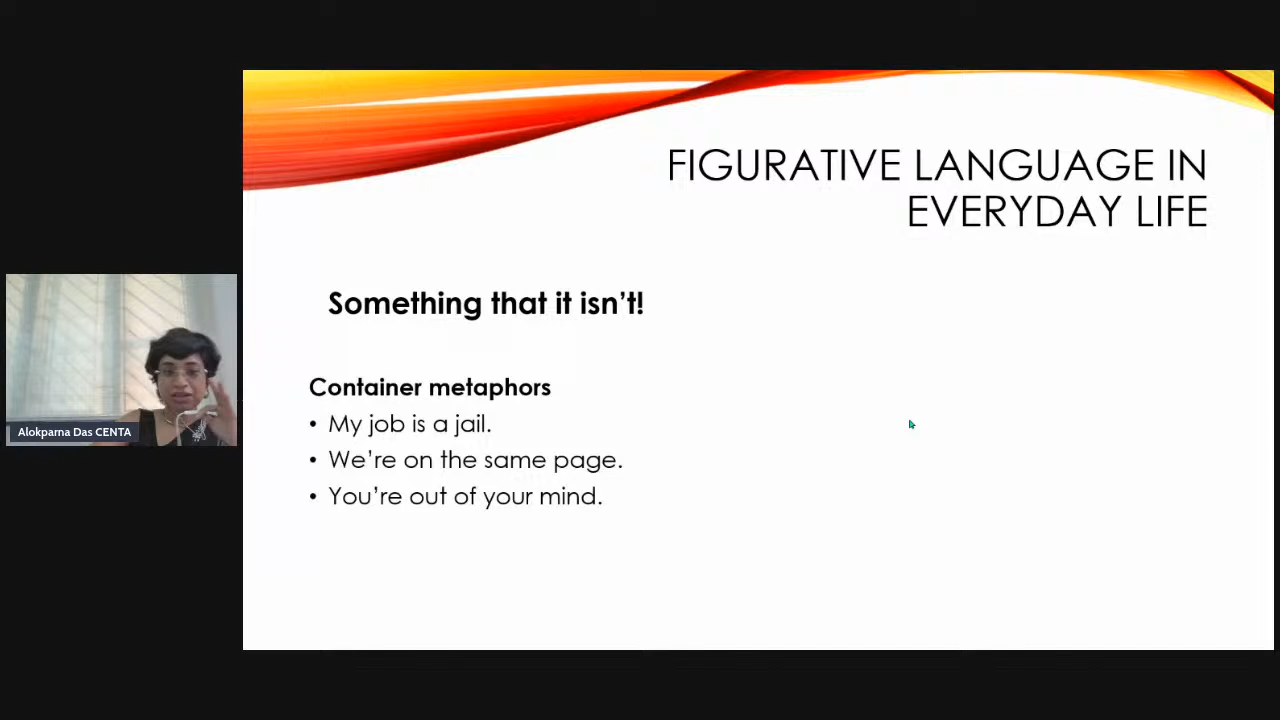 FIGURATIVE LANGUAGE IN
EVERYDAY LIFE
Something that it isn't!
Container metaphors
• My job is a jail.
• We're on the same page.
• You're out of your mind.
Alokparna Das CENTA